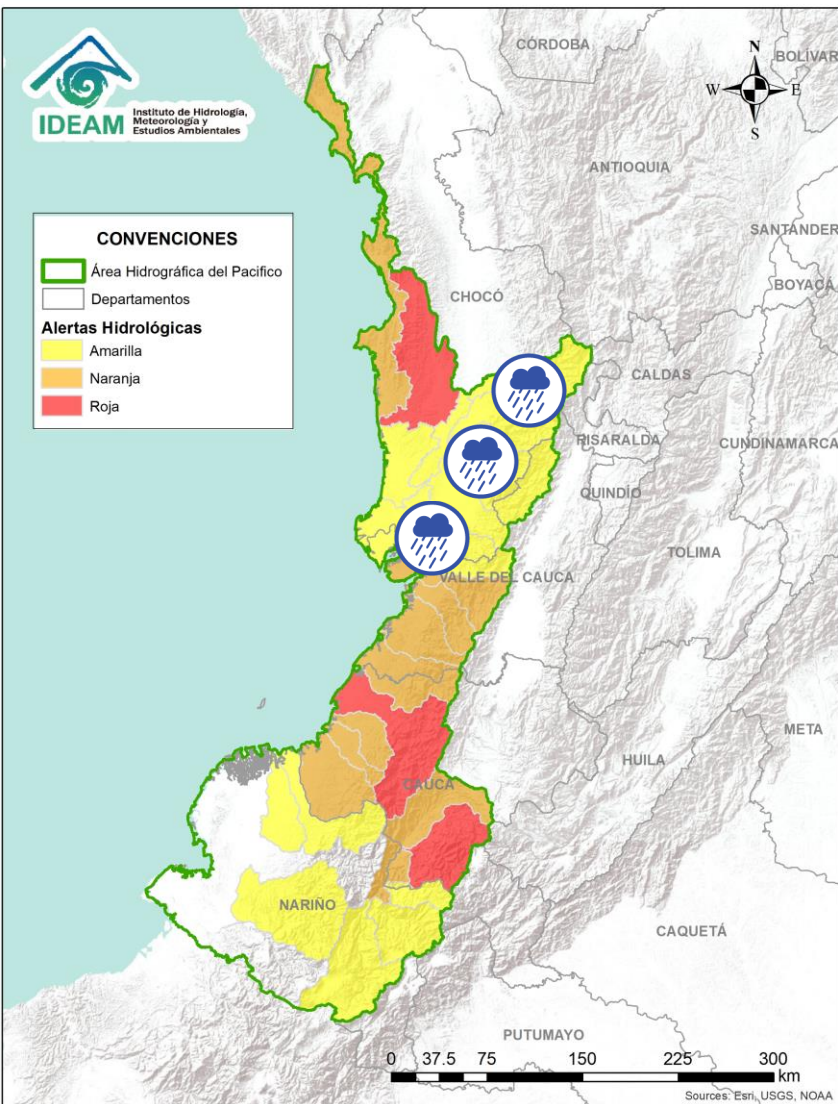 IDEAM
Instituto de Hidrología,
Meteorología y
Estudios Ambientales
CÓRDOBA
BOLÍVAR
N
W
E
S
ANTIOQUIA
SANTANDER
BOYACÁ
CONVENCIONES
Área Hidrográfica del Pacifico
Departamentos
Alertas Hidrológicas
Amarilla
Naranja
Roja
CHOCÓ
CALDAS
RISARALDA
CUNDINAMARCA
QUINDÍO
TOLIMA
VALLE DEL CAUCA
META
HUILA
CAUCA
NARIÑO
CAQUETÁ
PUTUMAYO
0 37.5 75 150 225 300
km
Sources: Esri, USGS, NOAA